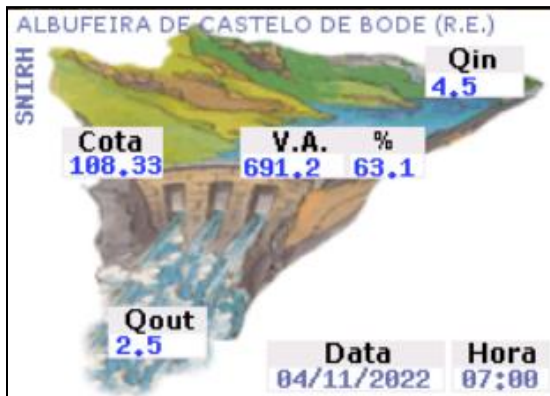 ALBUFEIRA DE CASTELO DE BODE (R.E.)
SNIRH
Qin
4.5
Cota
108.33
V.A. %
691.2 63.1
Qout
2.5
Data Hora
04/11/2022 07:00